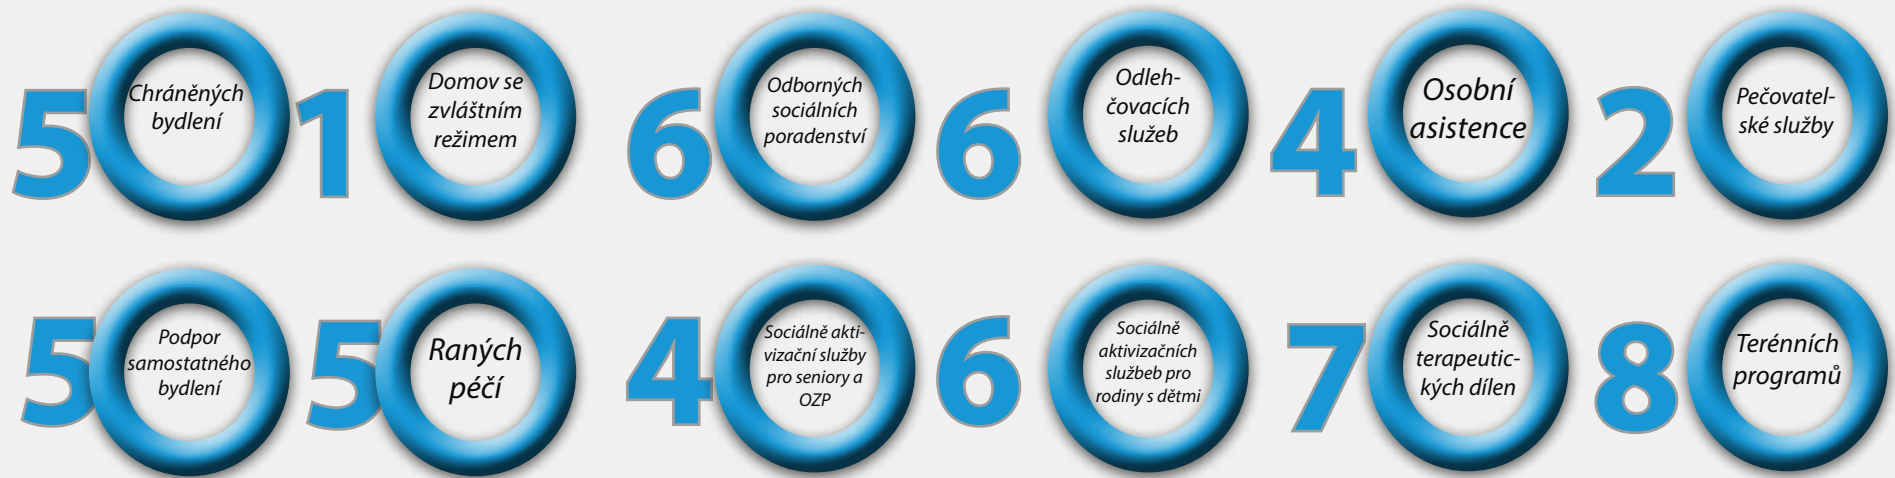 5
Chráněných
bydlení
1
Domov se
zvláštním
režimem
6
Odborných
sociálních
poradenství
6
Odleh-
čovacích
služeb
4
Osobní
asistence
2
Pečovatel-
ské služby
5
Podpor
samostatného
bydlení
5
Raných
péčí
4
Sociálně akti-
vizační služby
pro seniory a
OZP
6
Sociálně
aktivizačních
službeb pro
rodiny s dětmi
7
Sociálně
terapeutic-
kých dílen
8
Terénních
programů